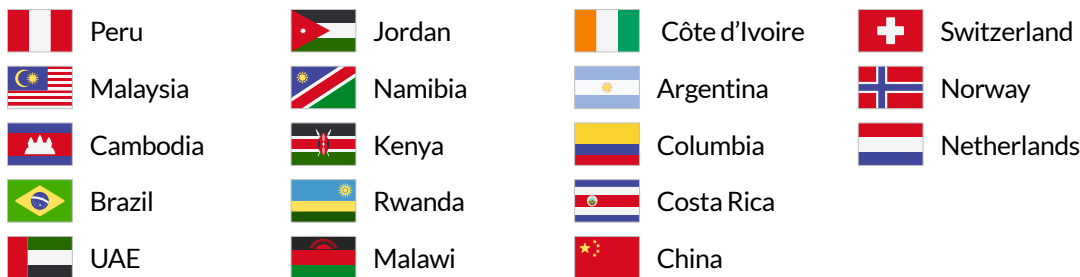 Peru
Malaysia
Cambodia
Brazil
UAE
Jordan
Namibia
Kenya
Rwanda
Malawi
Côte d’Ivoire
Argentina
Columbia
Costa Rica
China
Switzerland
Norway
Netherlands